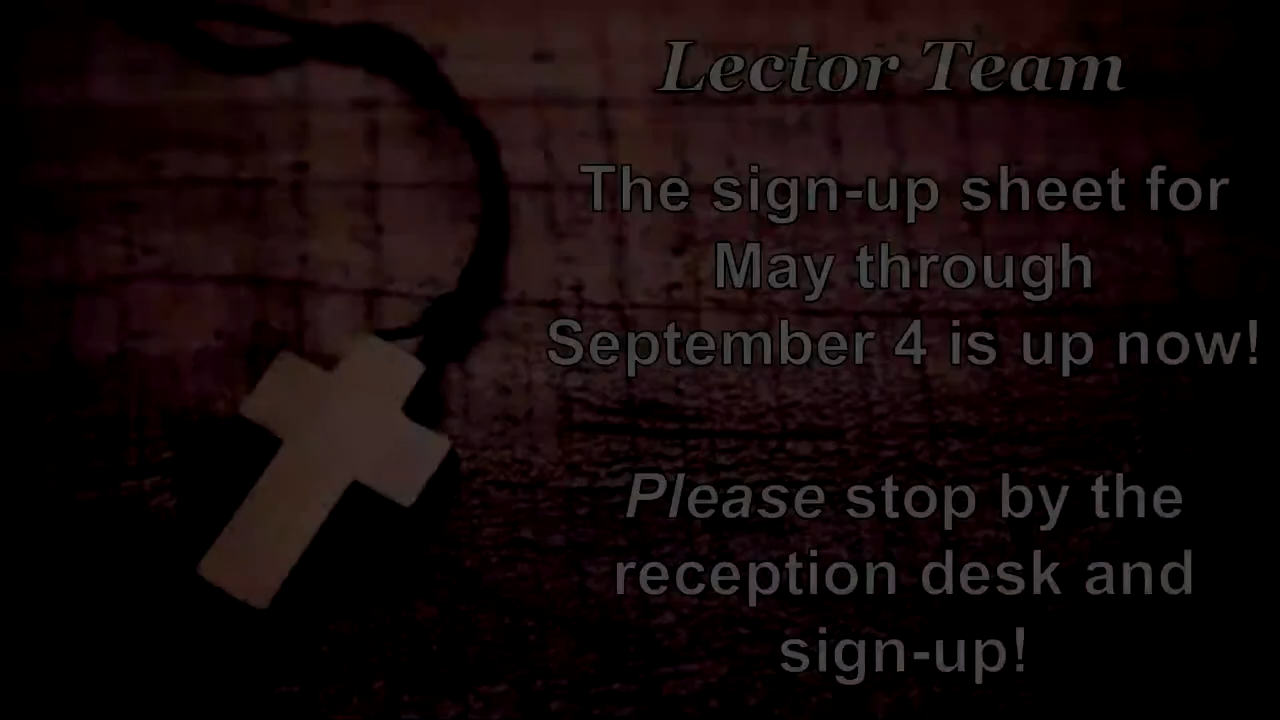 Lector Team
The sign-up sheet for
May through
September 4 is up now!
Please stop by the
reception desk and
sign-up!